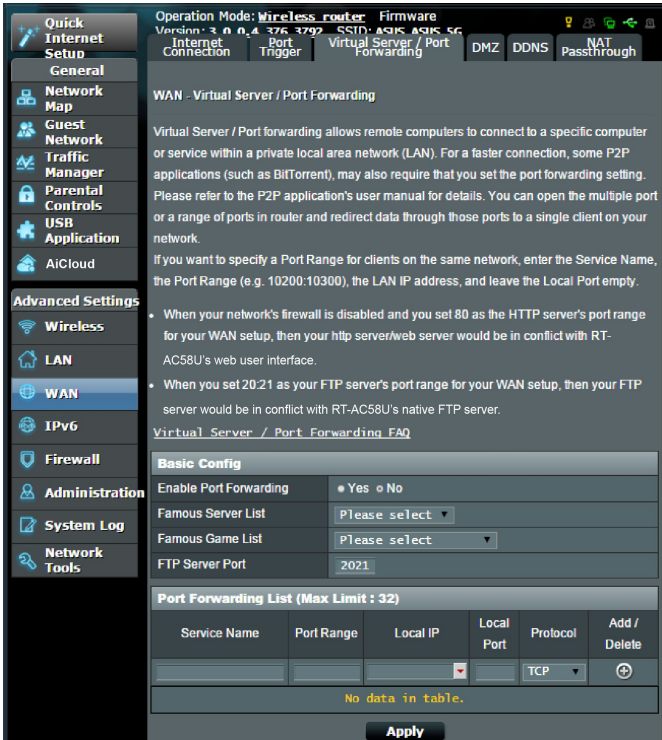 Quick
Internet
Setup
General
Network
Map
Guest
Network
Traffic
Manager
Parental
Controls
USB
Application
AiCloud
Advanced Settings
Wireless
LAN
WAN
IPv6
Firewall
Administration
System Log
Network
Tools
Operation Mode: Wireless router Firmware
Version: 3.0.0.4.376.3792 SSID: ASUS ASUS_5G
Internet
Connection
Port
Trigger
Virtual Server / Port
Forwarding
DMZ
DDNS
NAT
Passthrough
WAN - Virtual Server / Port Forwarding
Virtual Server / Port forwarding allows remote computers to connect to a specific computer
or service within a private local area network (LAN). For a faster connection, some P2P
applications (such as BitTorrent), may also require that you set the port forwarding setting.
Please refer to the P2P application's user manual for details. You can open the multiple port
or a range of ports in router and redirect data through those ports to a single client on your
network.
If you want to specify a Port Range for clients on the same network, enter the Service Name,
the Port Range (e.g. 10200:10300), the LAN IP address, and leave the Local Port empty.
• When your network's firewall is disabled and you set 80 as the HTTP server's port range
for your WAN setup, then your http server/web server would be in conflict with RT-
AC58U's web user interface.
• When you set 20:21 as your FTP server's port range for your WAN setup, then your FTP
server would be in conflict with RT-AC58U's native FTP server.
Virtual Server / Port Forwarding FAQ
Basic Config
Enable Port Forwarding Yes No
Famous Server List Please select
Famous Game List Please select
FTP Server Port 2021
Port Forwarding List (Max Limit : 32)
Service Name Port Range Local IP Local Port Protocol Add / Delete
TCP
No data in table.
Apply